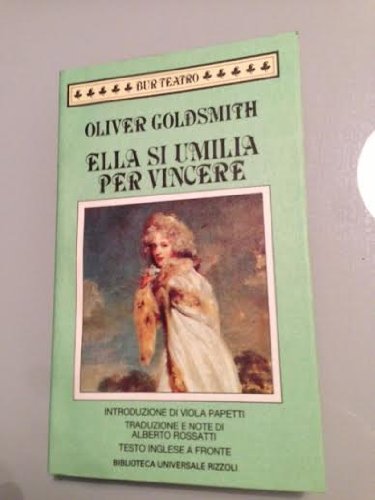 BUR TEATRO
OLIVER GOLDSMITH
ELLA SI UMILIA
PER VINCERE
INTRODUZIONE DI VIOLA PAPETTI
TRADUZIONE E NOTE DI
ALBERTO ROSSATTI
TESTO INGLESE A FRONTE
BIBLIOTECA UNIVERSALE RIZZOLI